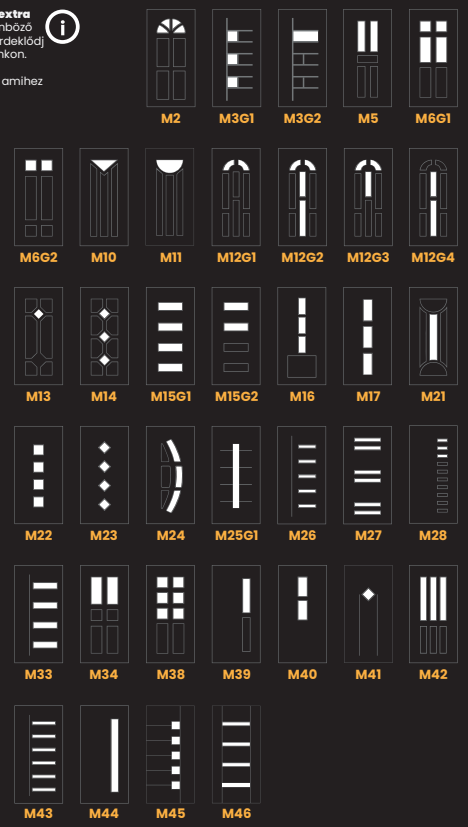 extra
nböző
rdeklődj
nkon.
amihez
i
M2 M3G1 M3G2 M5 M6G1
M6G2 M10 M11 M12G1 M12G2 M12G3 M12G4
M13 M14 M15G1 M15G2 M16 M17 M21
M22 M23 M24 M25G1 M26 M27 M28
M33 M34 M38 M39 M40 M41 M42
M43 M44 M45 M46